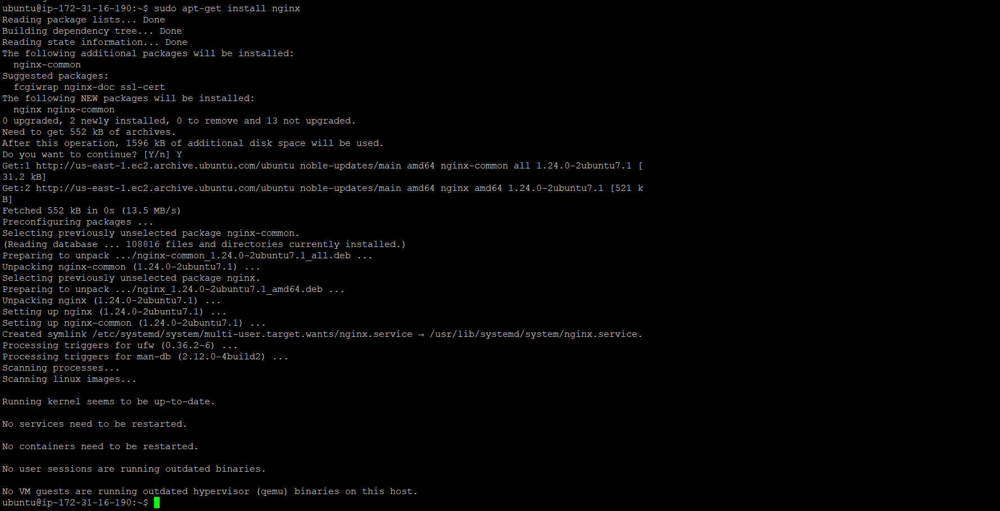 ubuntu@ip-172-31-16-190:~$ sudo apt-get install nginx
Reading package lists... Done
Building dependency tree... Done
Reading state information... Done
The following additional packages will be installed:
  nginx-common
Suggested packages:
  fcgiwrap nginx-doc ssl-cert
The following NEW packages will be installed:
  nginx nginx-common
0 upgraded, 2 newly installed, 0 to remove and 13 not upgraded.
Need to get 552 kB of archives.
After this operation, 1596 kB of additional disk space will be used.
Do you want to continue? [Y/n] Y
Get:1 http://us-east-1.ec2.archive.ubuntu.com/ubuntu noble-updates/main amd64 nginx-common all 1.24.0-2ubuntu7.1 [
31.2 kB]
Get:2 http://us-east-1.ec2.archive.ubuntu.com/ubuntu noble-updates/main amd64 nginx amd64 1.24.0-2ubuntu7.1 [521 k
B]
Fetched 552 kB in 0s (13.5 MB/s)
Preconfiguring packages ...
Selecting previously unselected package nginx-common.
(Reading database ... 108816 files and directories currently installed.)
Preparing to unpack .../nginx-common_1.24.0-2ubuntu7.1_all.deb ...
Unpacking nginx-common (1.24.0-2ubuntu7.1) ...
Selecting previously unselected package nginx.
Preparing to unpack .../nginx_1.24.0-2ubuntu7.1_amd64.deb ...
Unpacking nginx (1.24.0-2ubuntu7.1) ...
Setting up nginx (1.24.0-2ubuntu7.1) ...
Setting up nginx-common (1.24.0-2ubuntu7.1) ...
Created symlink /etc/systemd/system/multi-user.target.wants/nginx.service → /usr/lib/systemd/system/nginx.service.
Processing triggers for ufw (0.36.2-6) ...
Processing triggers for man-db (2.12.0-4build2) ...
Scanning processes...
Scanning linux images...

Running kernel seems to be up-to-date.

No services need to be restarted.

No containers need to be restarted.

No user sessions are running outdated binaries.

No VM guests are running outdated hypervisor (qemu) binaries on this host.
ubuntu@ip-172-31-16-190:~$